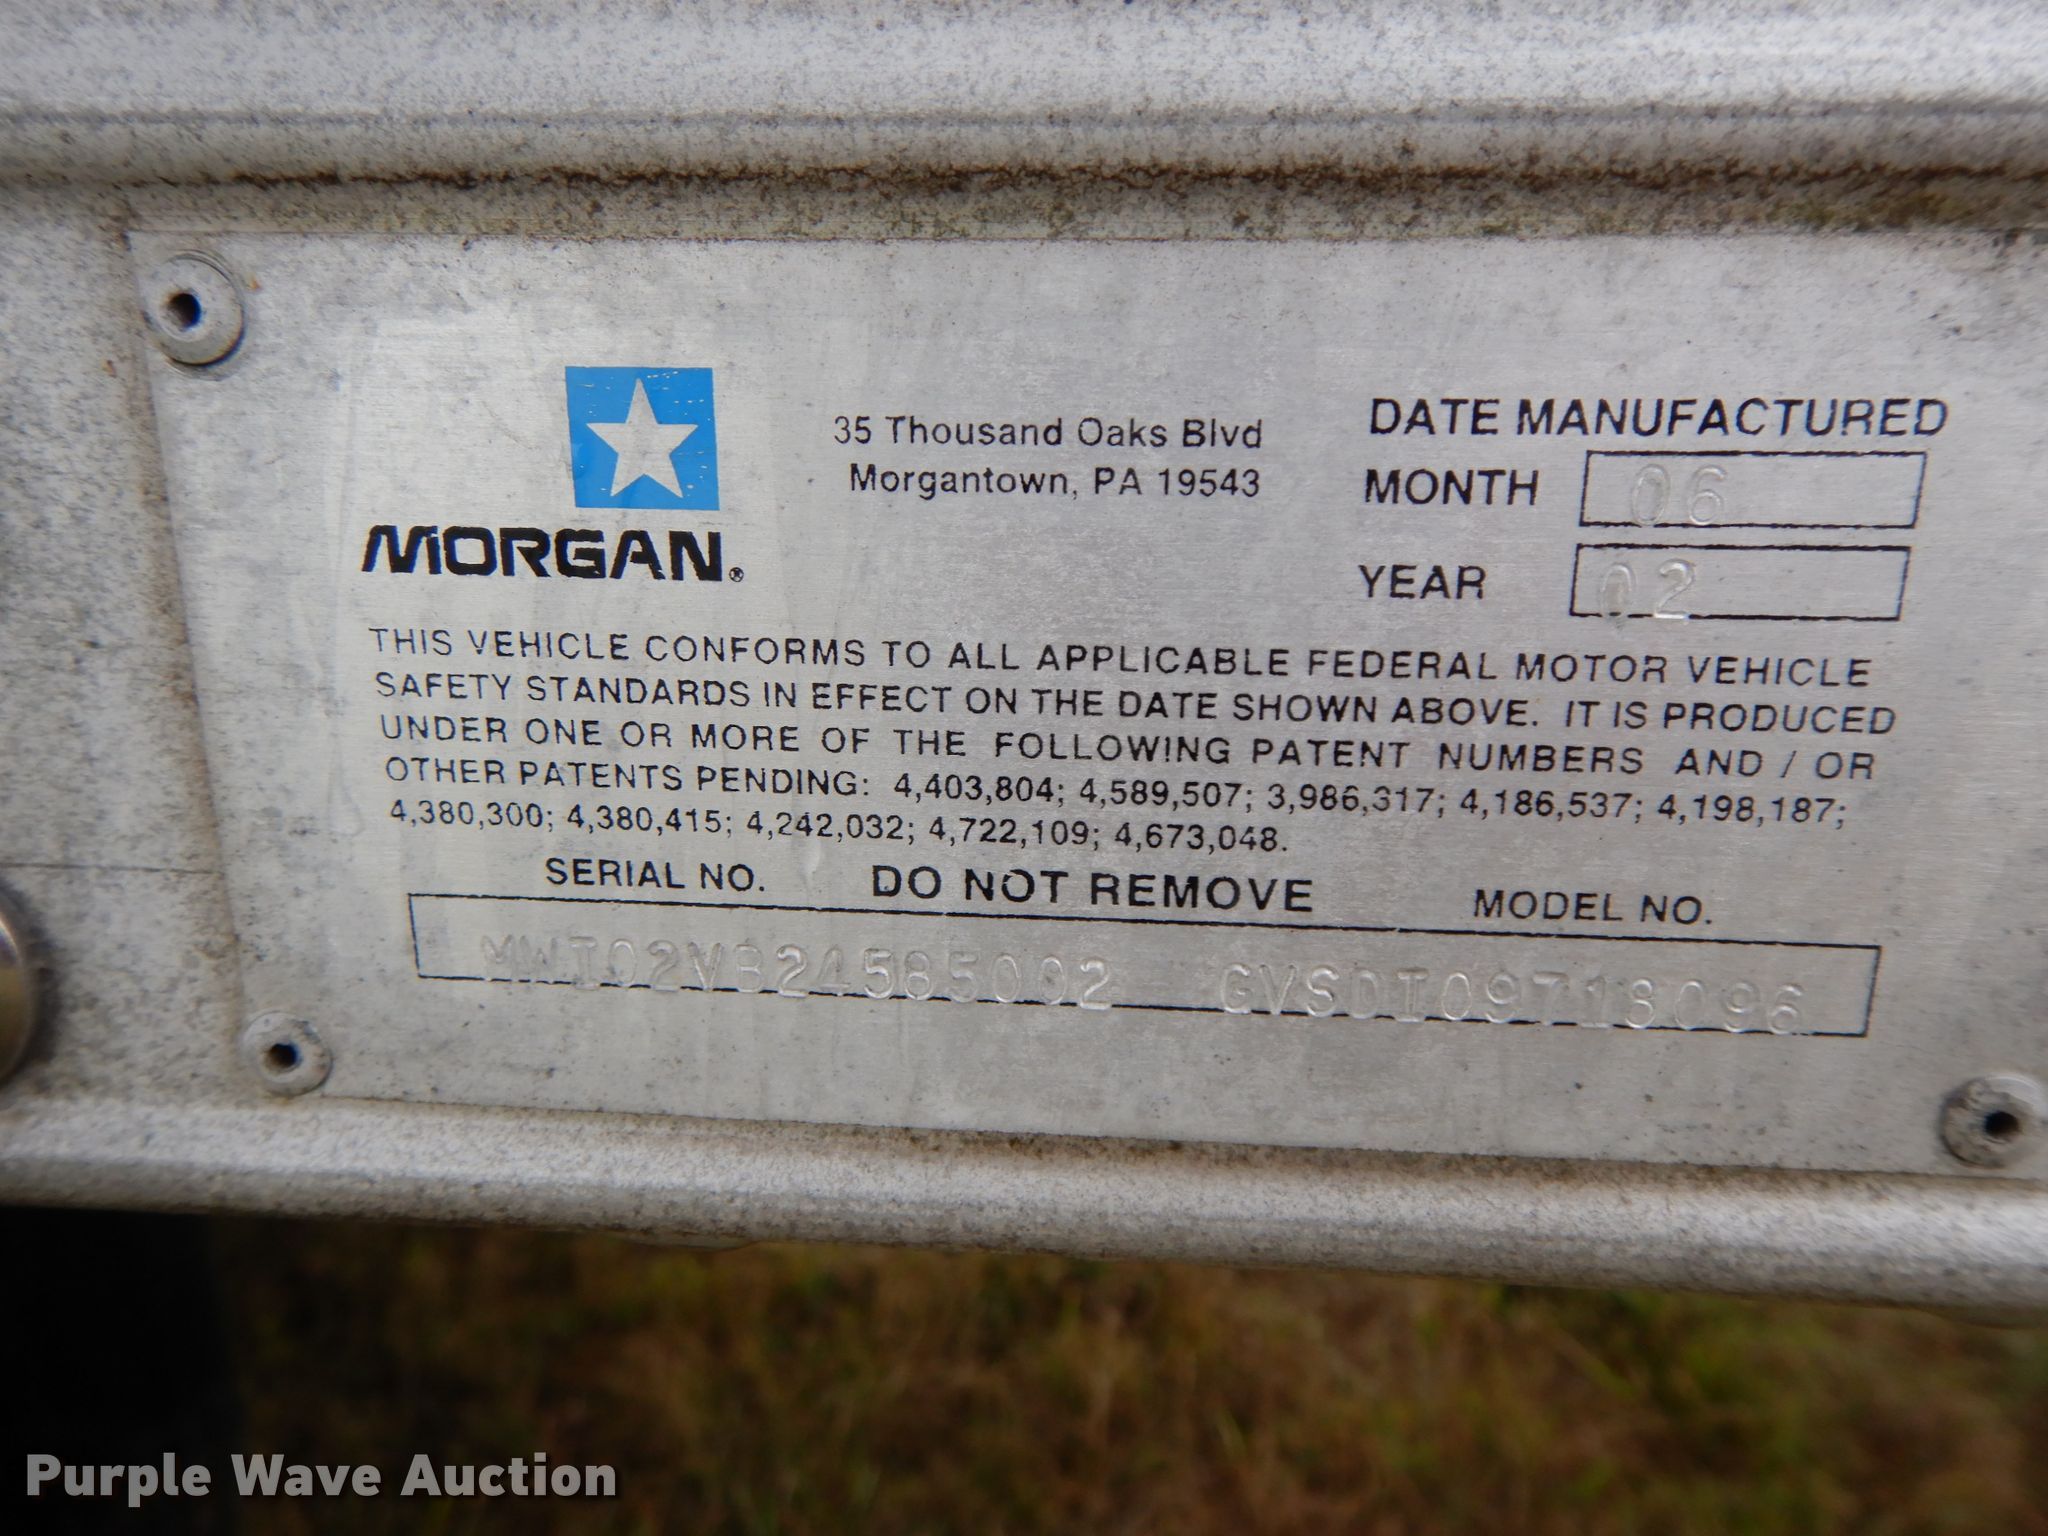 35 Thousand Oaks Blvd
Morgantown, PA 19543
MORGAN®
DATE MANUFACTURED
MONTH 06
YEAR 02
THIS VEHICLE CONFORMS TO ALL APPLICABLE FEDERAL MOTOR VEHICLE
SAFETY STANDARDS IN EFFECT ON THE DATE SHOWN ABOVE. IT IS PRODUCED
UNDER ONE OR MORE OF THE FOLLOWING PATENT NUMBERS AND / OR
OTHER PATENTS PENDING: 4,403,804; 4,589,507; 3,986,317; 4,186,537; 4,198,187;
4,380,300; 4,380,415; 4,242,032; 4,722,109; 4,673,048.
SERIAL NO. DO NOT REMOVE MODEL NO.
MWI02VB24585002 GVSDI09718096
Purple Wave Auction